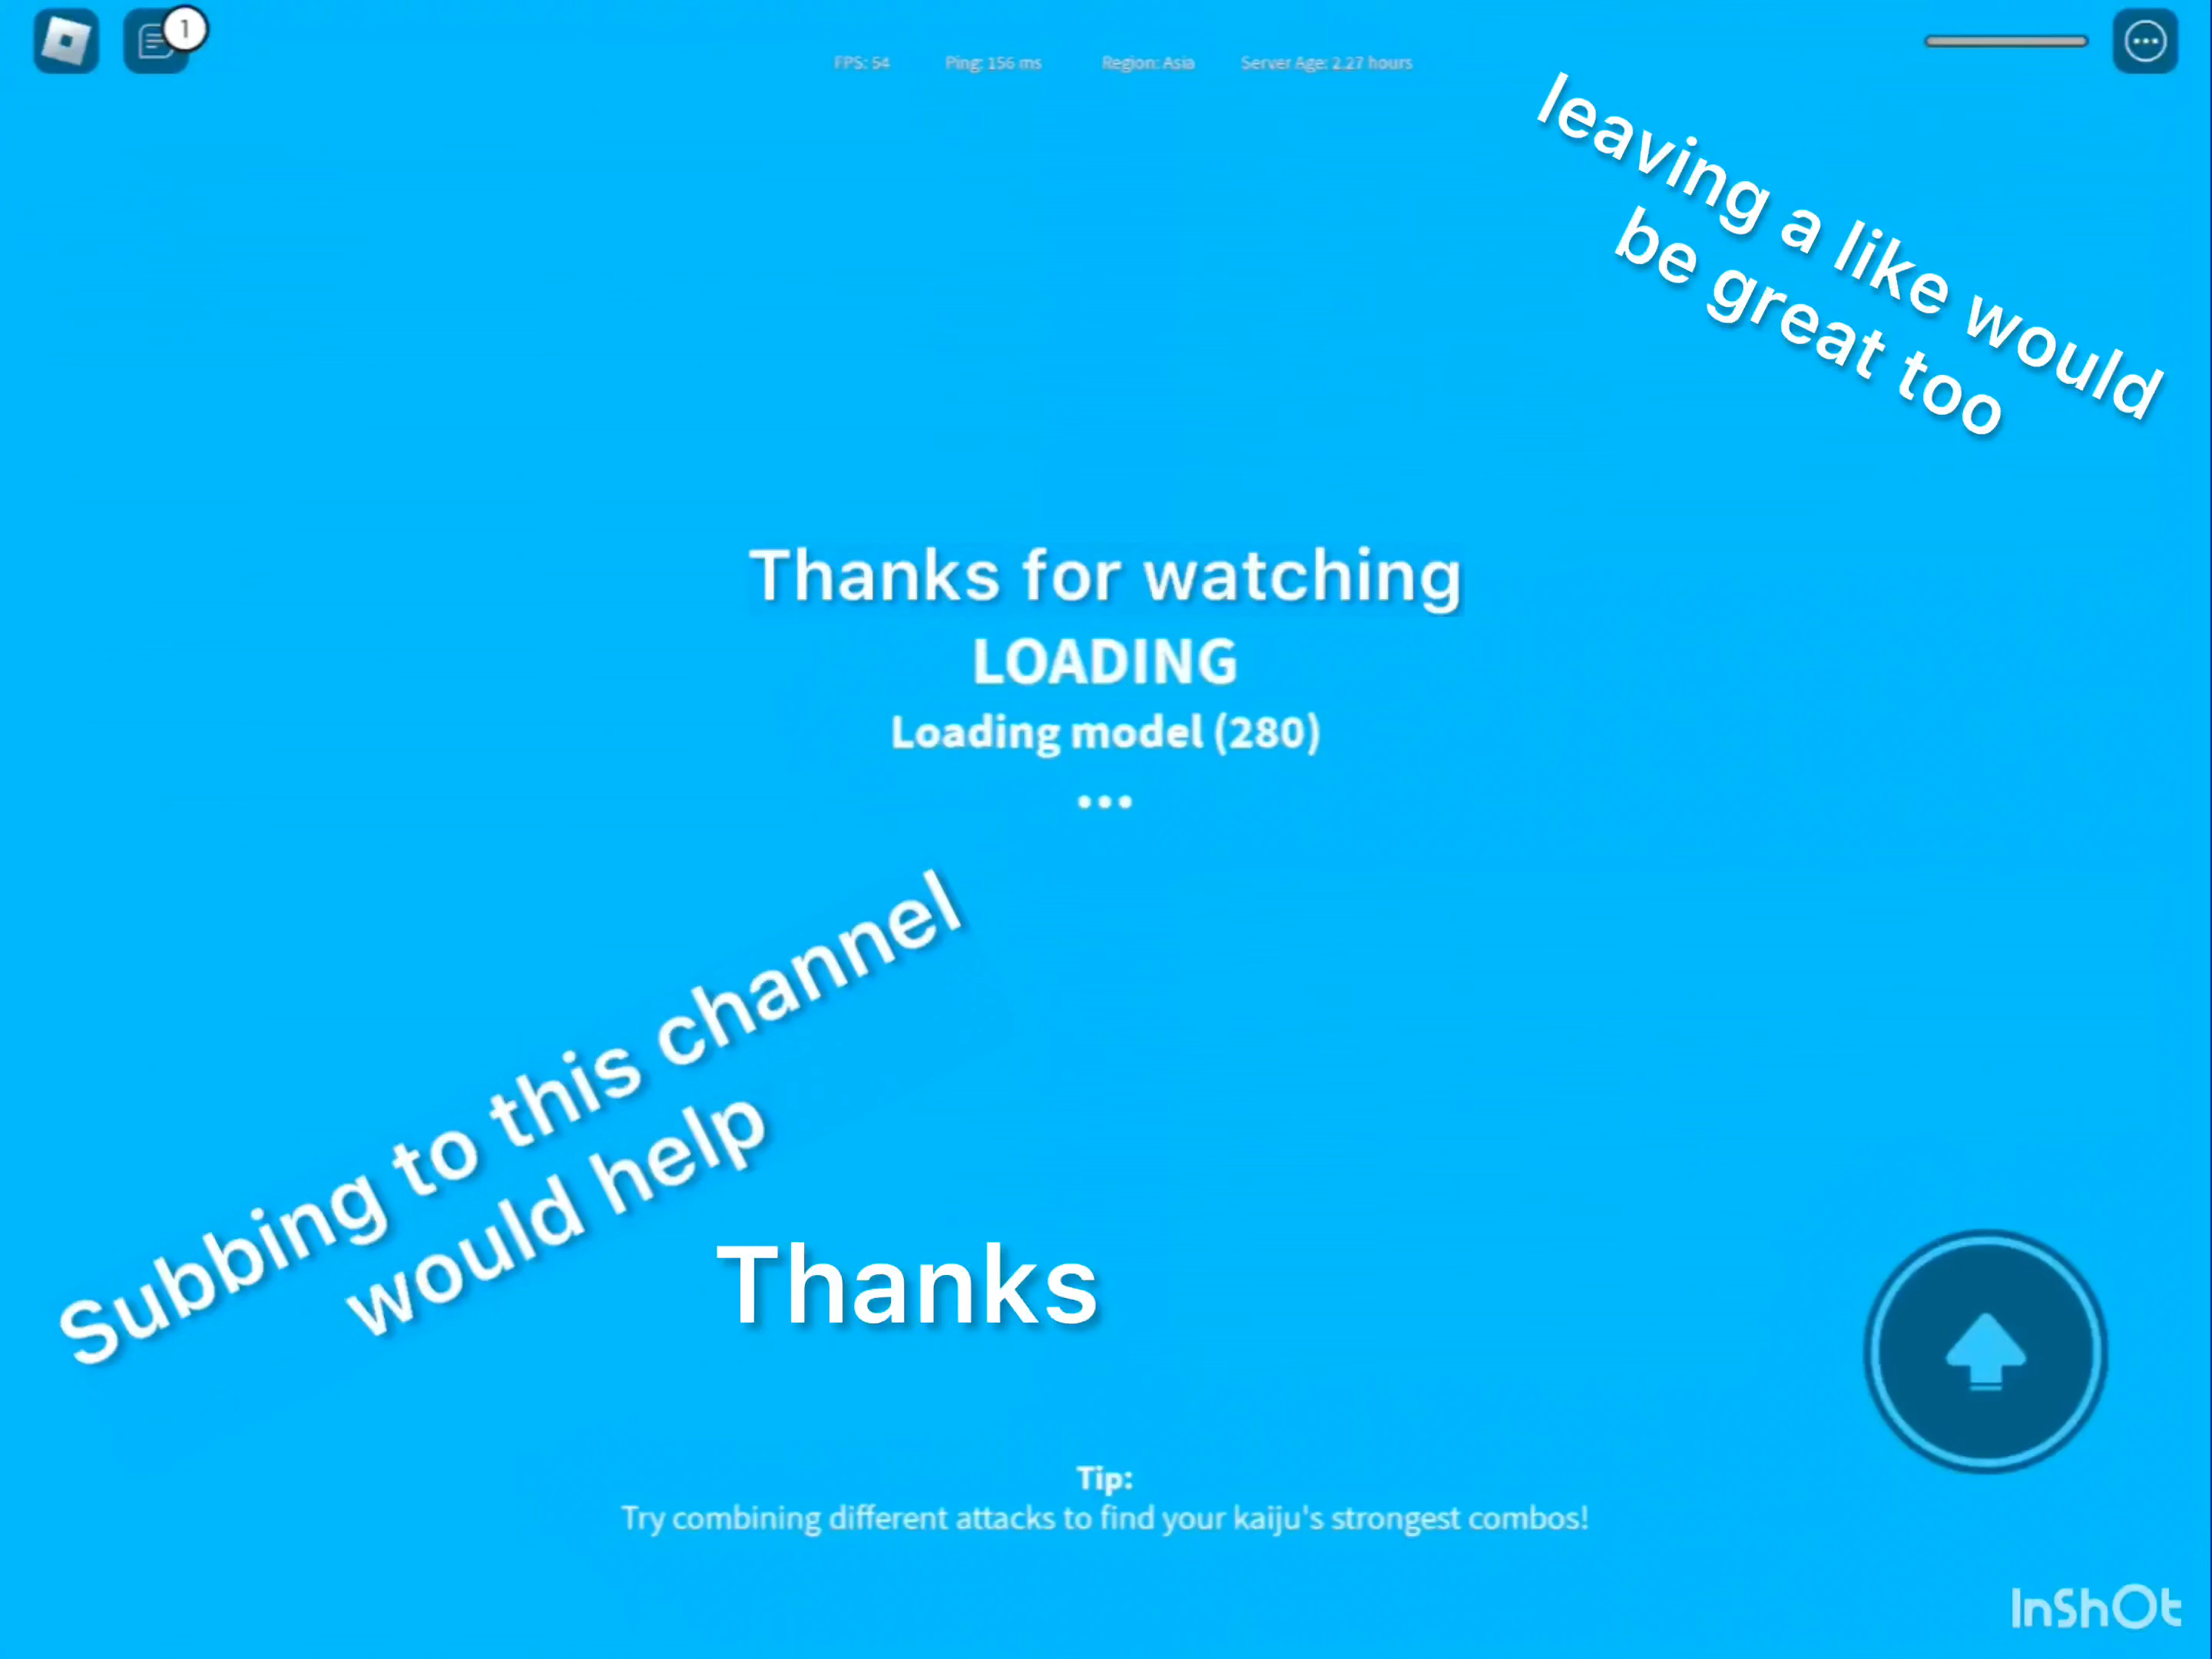 1
FPS: 54 Ping: 156 ms Region: Asia Server Age: 2.27 hours
leaving a like would
be great too
Thanks for watching
LOADING
Loading model (280)
...
Subbing to this channel
would help
Thanks
Tip:
Try combining different attacks to find your kaiju's strongest combos!
InShOt